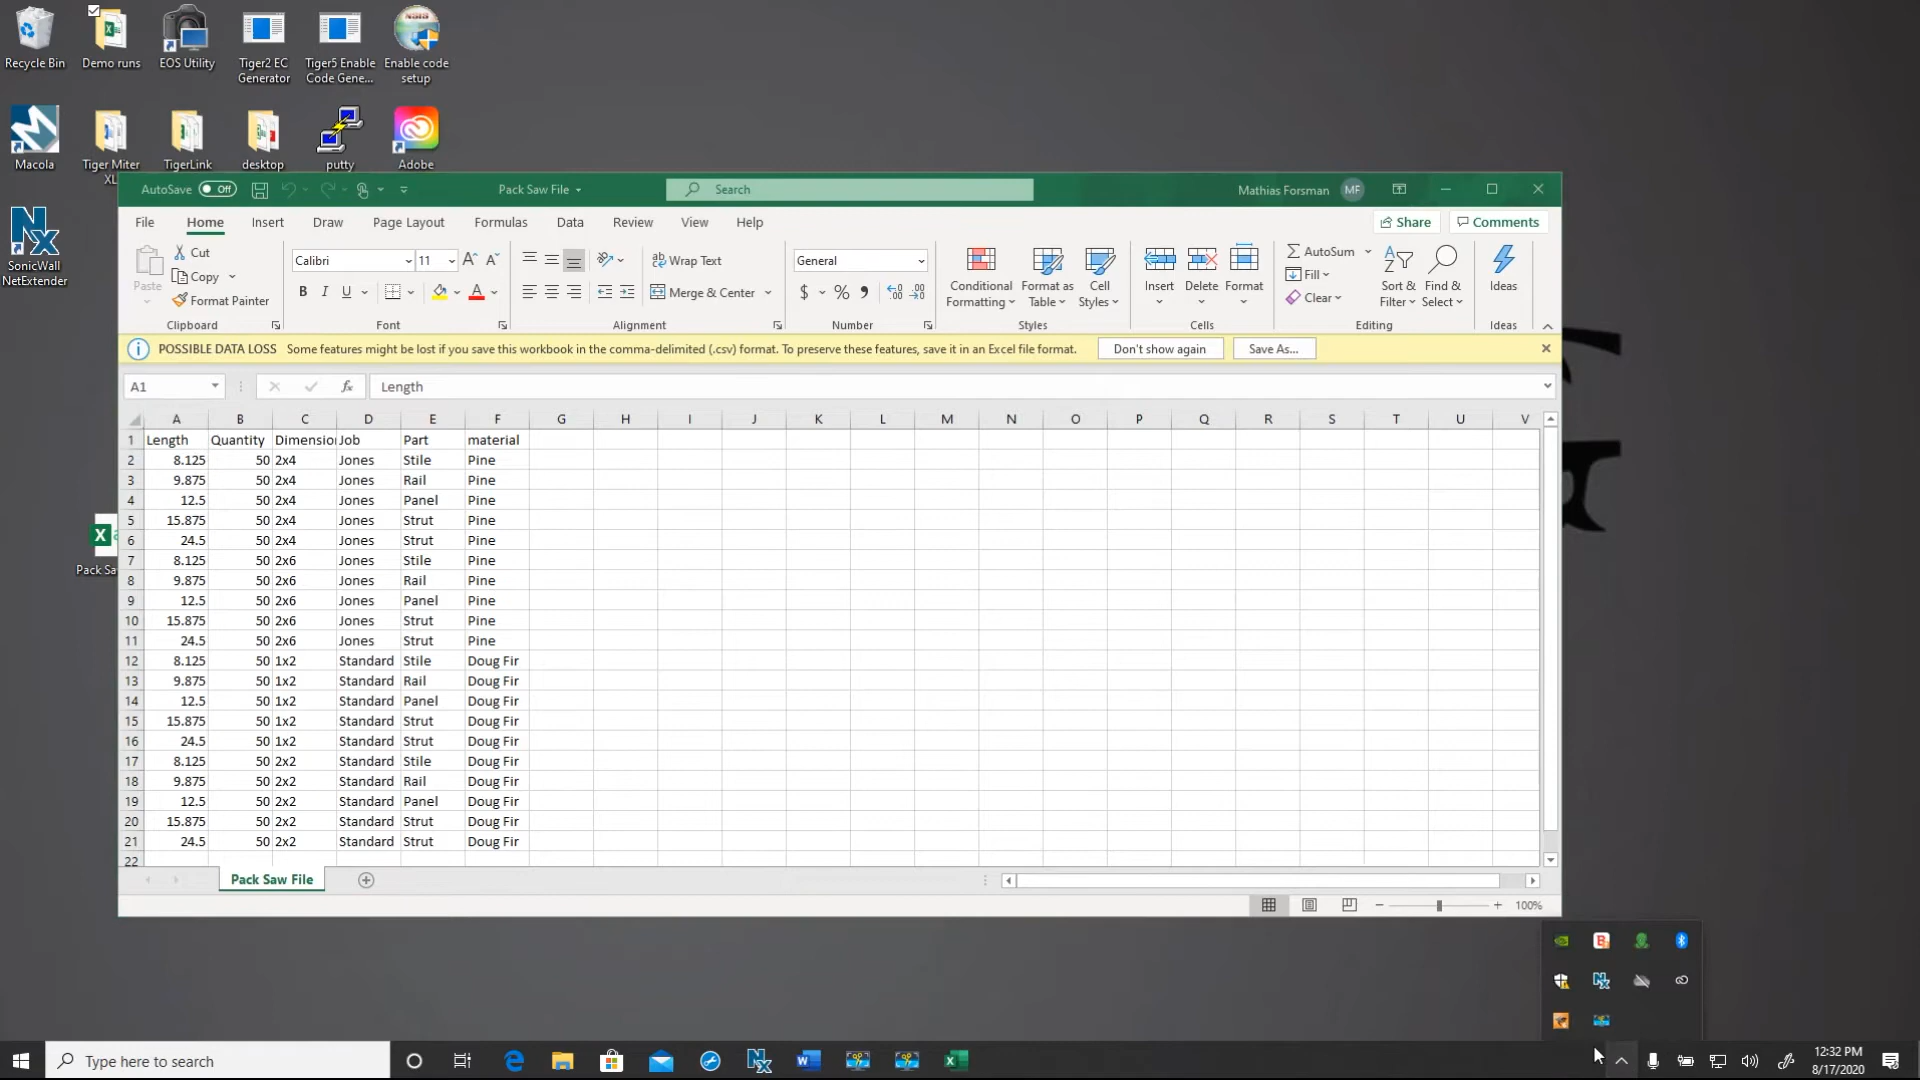 Recycle Bin
Demo runs
EOS Utility
Tiger2 EC
Generator
Tiger5 Enable
Code Gene...
Enable code
setup
Macola
Tiger Miter
XL
TigerLink
desktop
putty
Adobe
SonicWall
NetExtender
Pack Sa
AutoSave Off
Pack Saw File
Search
Mathias Forsman MF
File Home Insert Draw Page Layout Formulas Data Review View Help
Share Comments
Paste
Cut
Copy
Format Painter
Clipboard
Calibri 11
B I U
Font
Wrap Text
Merge & Center
Alignment
General
$ % 9
Number
Conditional
Formatting
Format as
Table
Cell
Styles
Styles
Insert Delete Format
Cells
AutoSum
Fill
Clear
Sort &
Filter
Find &
Select
Editing
Ideas
Ideas
POSSIBLE DATA LOSS Some features might be lost if you save this workbook in the comma-delimited (.csv) format. To preserve these features, save it in an Excel file format. Don't show again Save As...
A1 fx Length
A B C D E F G H I J K L M N O P Q R S T U V
1 Length Quantity Dimensio Job Part material
2 8.125 50 2x4 Jones Stile Pine
3 9.875 50 2x4 Jones Rail Pine
4 12.5 50 2x4 Jones Panel Pine
5 15.875 50 2x4 Jones Strut Pine
6 24.5 50 2x4 Jones Strut Pine
7 8.125 50 2x6 Jones Stile Pine
8 9.875 50 2x6 Jones Rail Pine
9 12.5 50 2x6 Jones Panel Pine
10 15.875 50 2x6 Jones Strut Pine
11 24.5 50 2x6 Jones Strut Pine
12 8.125 50 1x2 Standard Stile Doug Fir
13 9.875 50 1x2 Standard Rail Doug Fir
14 12.5 50 1x2 Standard Panel Doug Fir
15 15.875 50 1x2 Standard Strut Doug Fir
16 24.5 50 1x2 Standard Strut Doug Fir
17 8.125 50 2x2 Standard Stile Doug Fir
18 9.875 50 2x2 Standard Rail Doug Fir
19 12.5 50 2x2 Standard Panel Doug Fir
20 15.875 50 2x2 Standard Strut Doug Fir
21 24.5 50 2x2 Standard Strut Doug Fir
22
Pack Saw File
100%
Type here to search
12:32 PM
8/17/2020